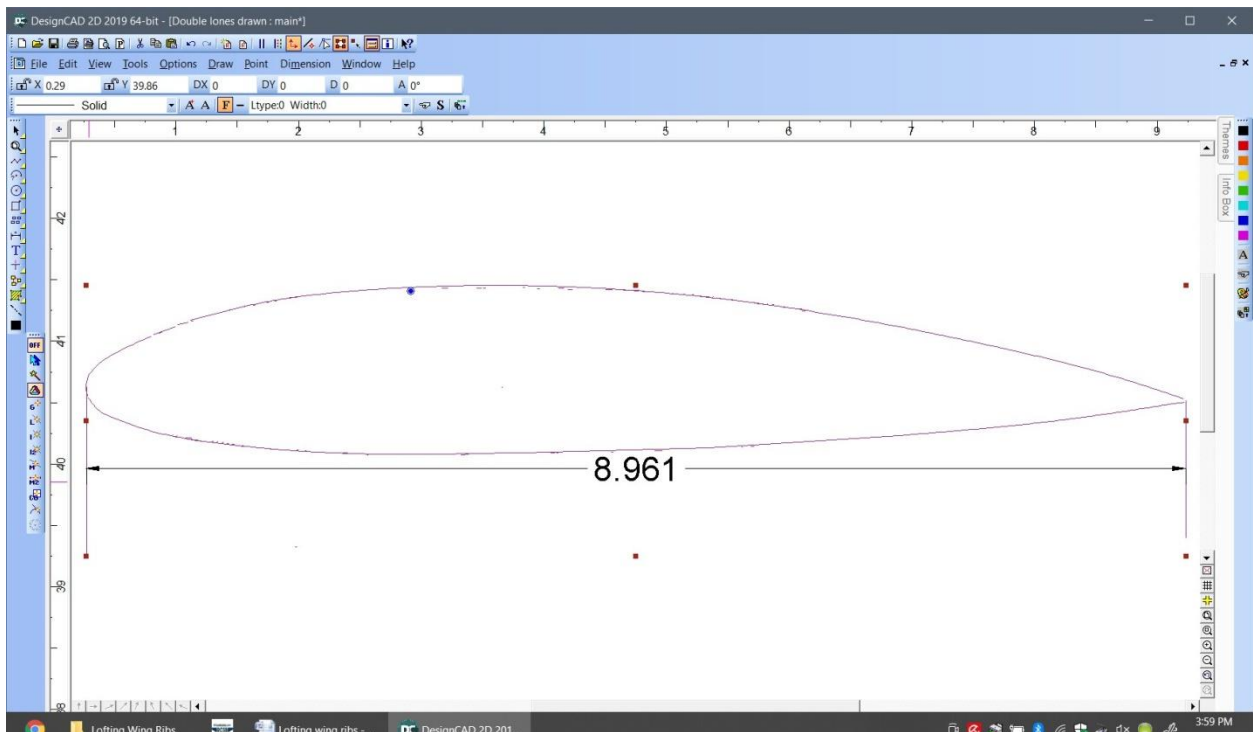 DesignCAD 2D 2019 64-bit - [Double lones drawn : main*]
File Edit View Tools Options Draw Point Dimension Window Help
X 0.29 Y 39.86 DX 0 DY 0 D 0 A 0°
Solid A A F Ltype:0 Width:0 S
1 2 3 4 5 6 7 8 9
Themes
Info Box
42
41
40
39
8.961
OFF
Lofting Wing Ribs Lofting wing ribs - DesignCAD 2D 201... 3:59 PM